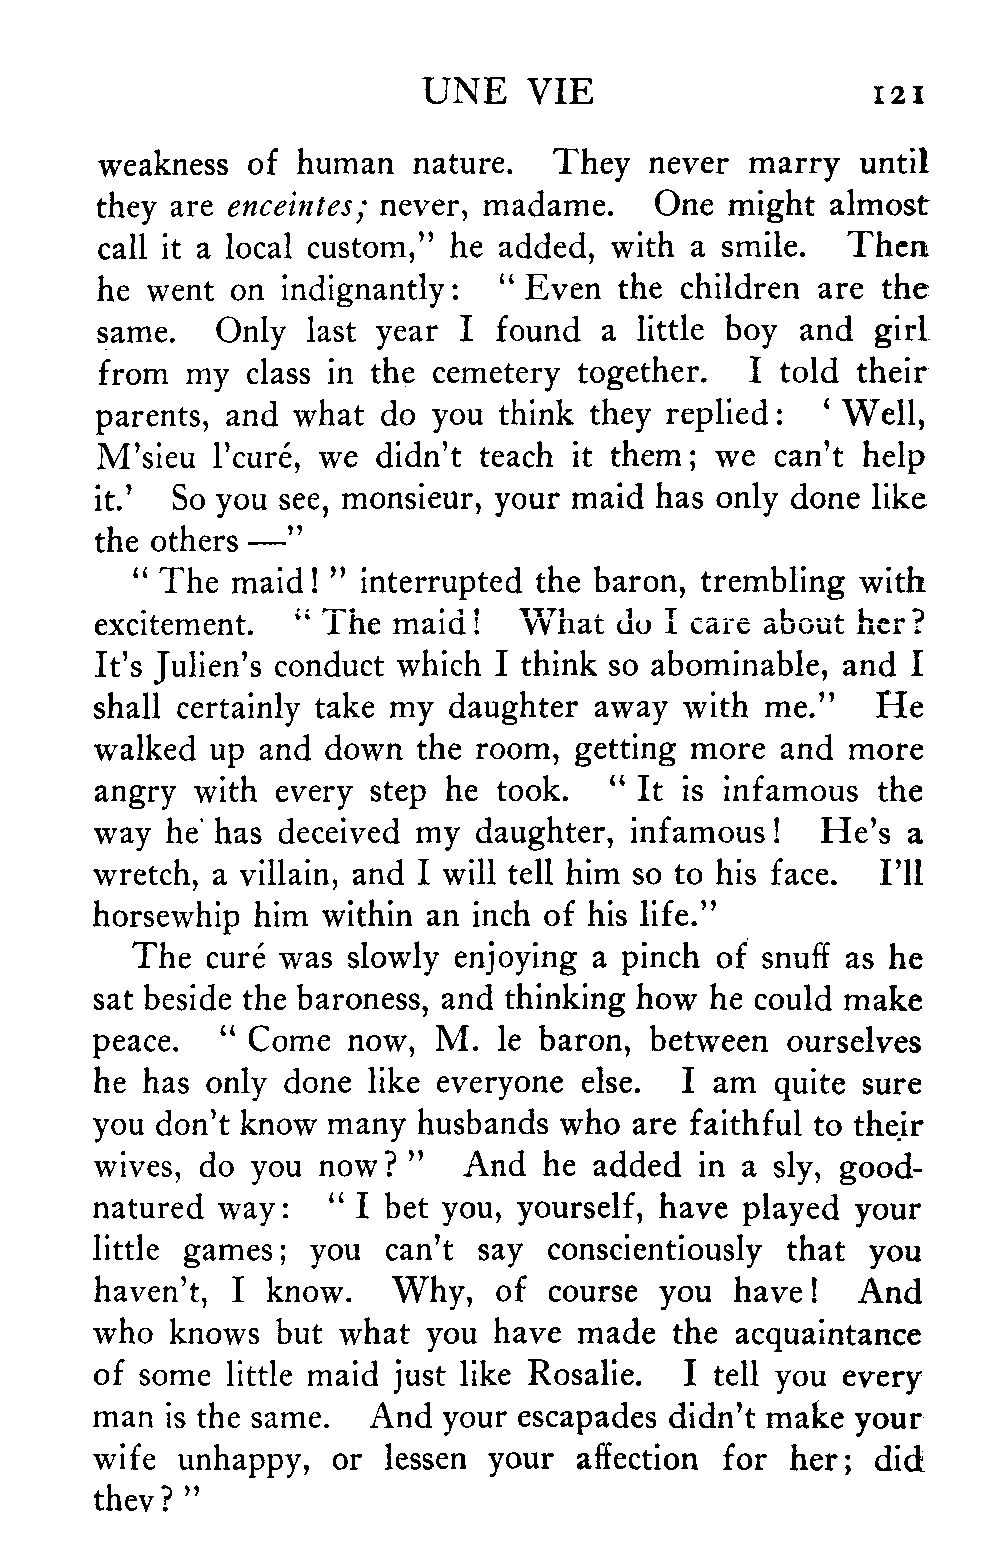 UNE VIE 121
weakness of human nature. They never marry until
they are enceintes; never, madame. One might almost
call it a local custom,” he added, with a smile. Then
he went on indignantly: “ Even the children are the
same. Only last year I found a little boy and girl
from my class in the cemetery together. I told their
parents, and what do you think they replied: ‘ Well,
M’sieu l’curé, we didn’t teach it them; we can’t help
it.’ So you see, monsieur, your maid has only done like
the others —”
“ The maid! ” interrupted the baron, trembling with
excitement. “ The maid! What do I care about her?
It’s Julien’s conduct which I think so abominable, and I
shall certainly take my daughter away with me.” He
walked up and down the room, getting more and more
angry with every step he took. “ It is infamous the
way he has deceived my daughter, infamous! He’s a
wretch, a villain, and I will tell him so to his face. I’ll
horsewhip him within an inch of his life.”
The curé was slowly enjoying a pinch of snuff as he
sat beside the baroness, and thinking how he could make
peace. “ Come now, M. le baron, between ourselves
he has only done like everyone else. I am quite sure
you don’t know many husbands who are faithful to their
wives, do you now? ” And he added in a sly, good-
natured way: “ I bet you, yourself, have played your
little games; you can’t say conscientiously that you
haven’t, I know. Why, of course you have! And
who knows but what you have made the acquaintance
of some little maid just like Rosalie. I tell you every
man is the same. And your escapades didn’t make your
wife unhappy, or lessen your affection for her; did
they? ”